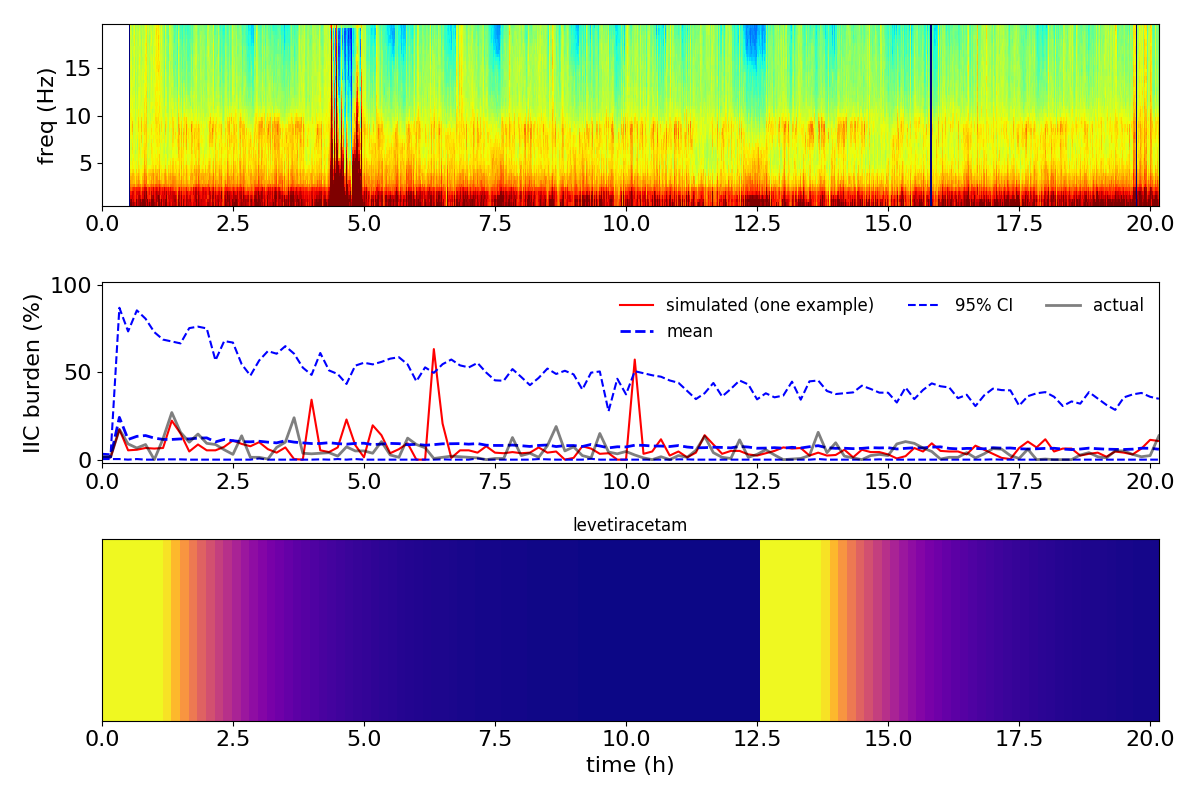 freq (Hz)
15
10
5
0.0 2.5 5.0 7.5 10.0 12.5 15.0 17.5 20.0
IIC burden (%)
100
50
0
simulated (one example) 95% CI actual
mean
0.0 2.5 5.0 7.5 10.0 12.5 15.0 17.5 20.0
levetiracetam
0.0 2.5 5.0 7.5 10.0 12.5 15.0 17.5 20.0
time (h)